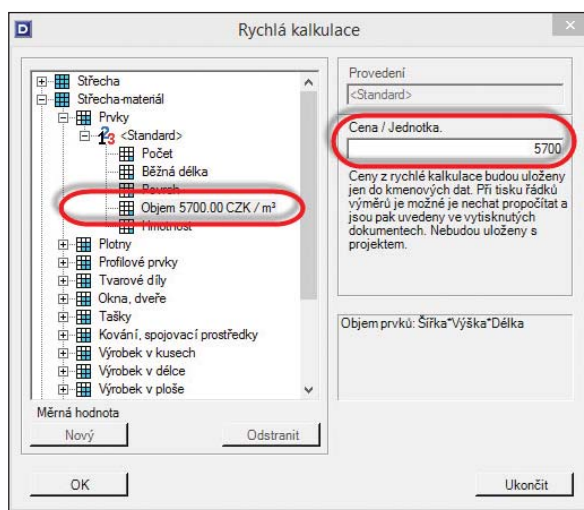 Rychlá kalkulace
Střecha
Střecha-materiál
Prvky
<Standard>
Počet
Běžná délka
Povrch
Objem 5700.00 CZK / m³
Hmotnost
Plotny
Profilové prvky
Tvarové díly
Okna, dveře
Tašky
Kování, spojovací prostředky
Výrobek v kusech
Výrobek v délce
Výrobek v ploše
Měrná hodnota
Nový
Odstranit
OK
Provedení
<Standard>
Cena / Jednotka.
5700
Ceny z rychlé kalkulace budou uloženy
jen do kmenových dat. Při tisku řádků
výměrů je možné je nechat propočítat a
jsou pak uvedeny ve vytisknutých
dokumentech. Nebudou uloženy s
projektem.
Objem prvků: Šířka*Výška*Délka
Ukončit